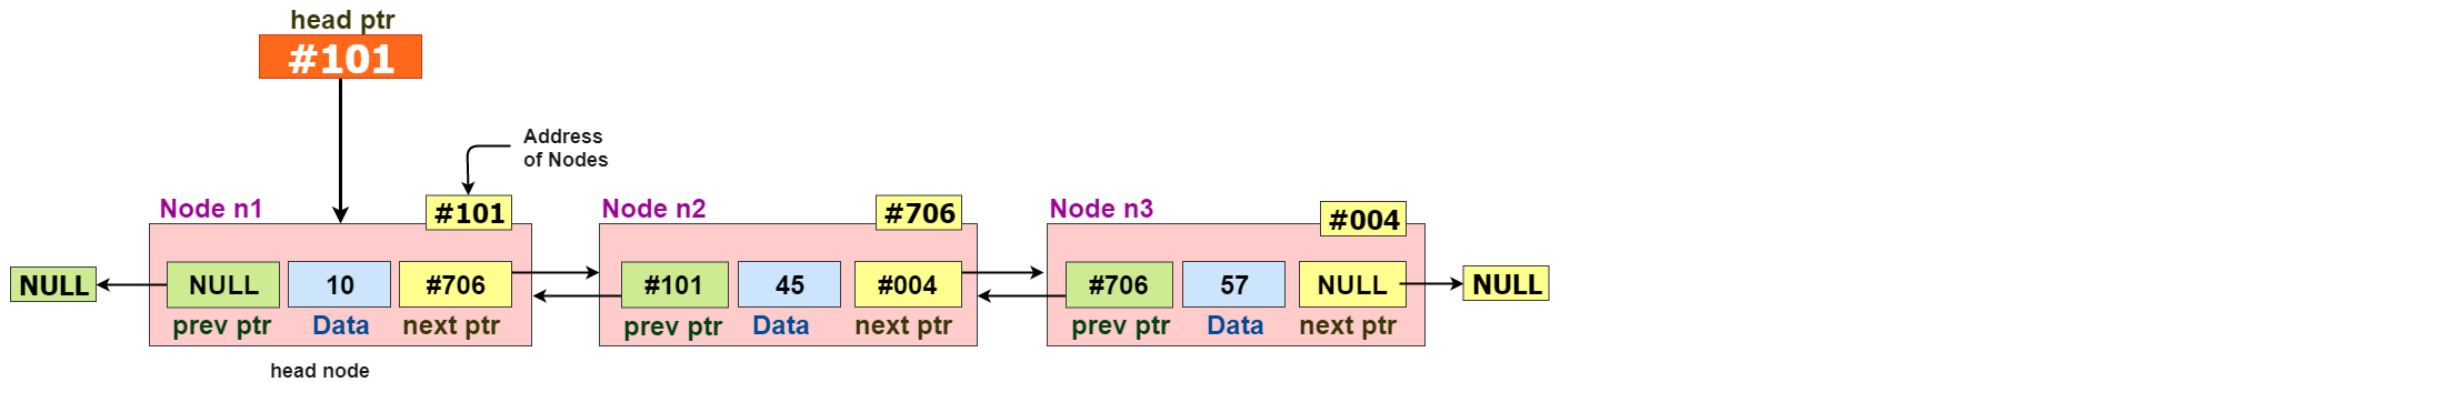 head ptr
#101
Address
of Nodes
Node n1
#101
Node n2
#706
Node n3
#004
NULL
NULL
10
#706
#101
45
#004
#706
57
NULL
NULL
prev ptr
Data
next ptr
prev ptr
Data
next ptr
prev ptr
Data
next ptr
head node